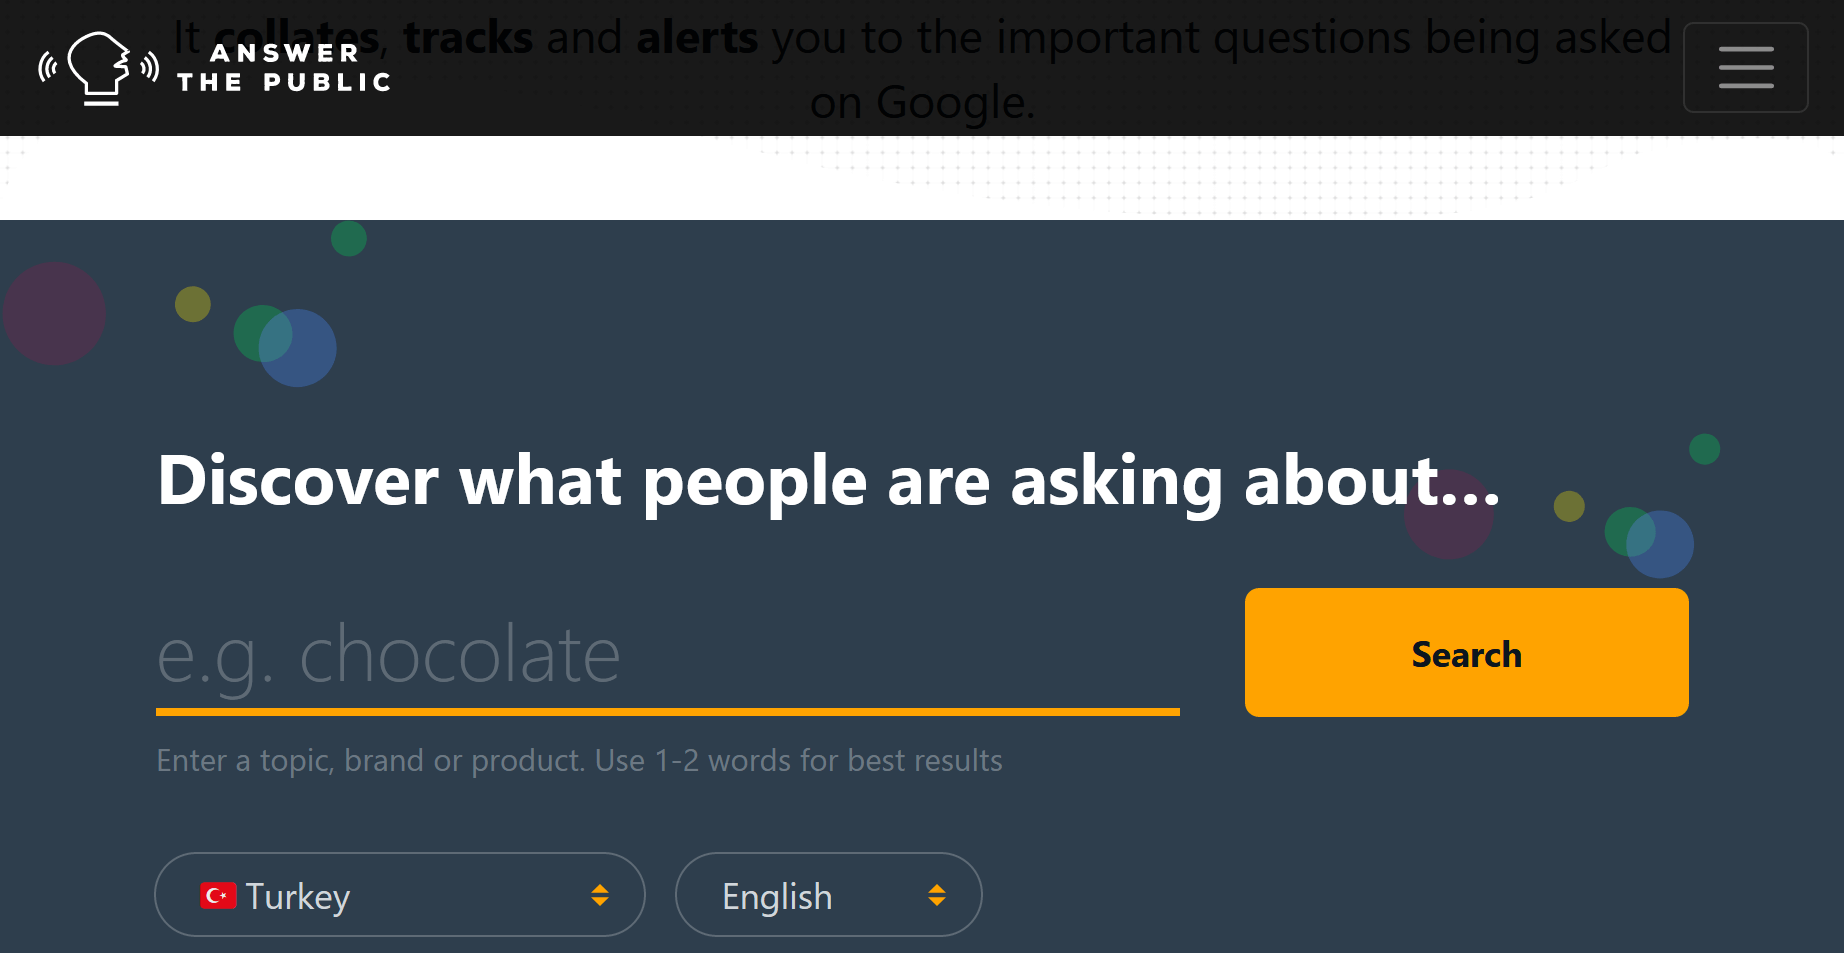 It collates, tracks and alerts you to the important questions being asked
on Google.
ANSWER
THE PUBLIC
Discover what people are asking about...
e.g. chocolate
Search
Enter a topic, brand or product. Use 1-2 words for best results
Turkey
English